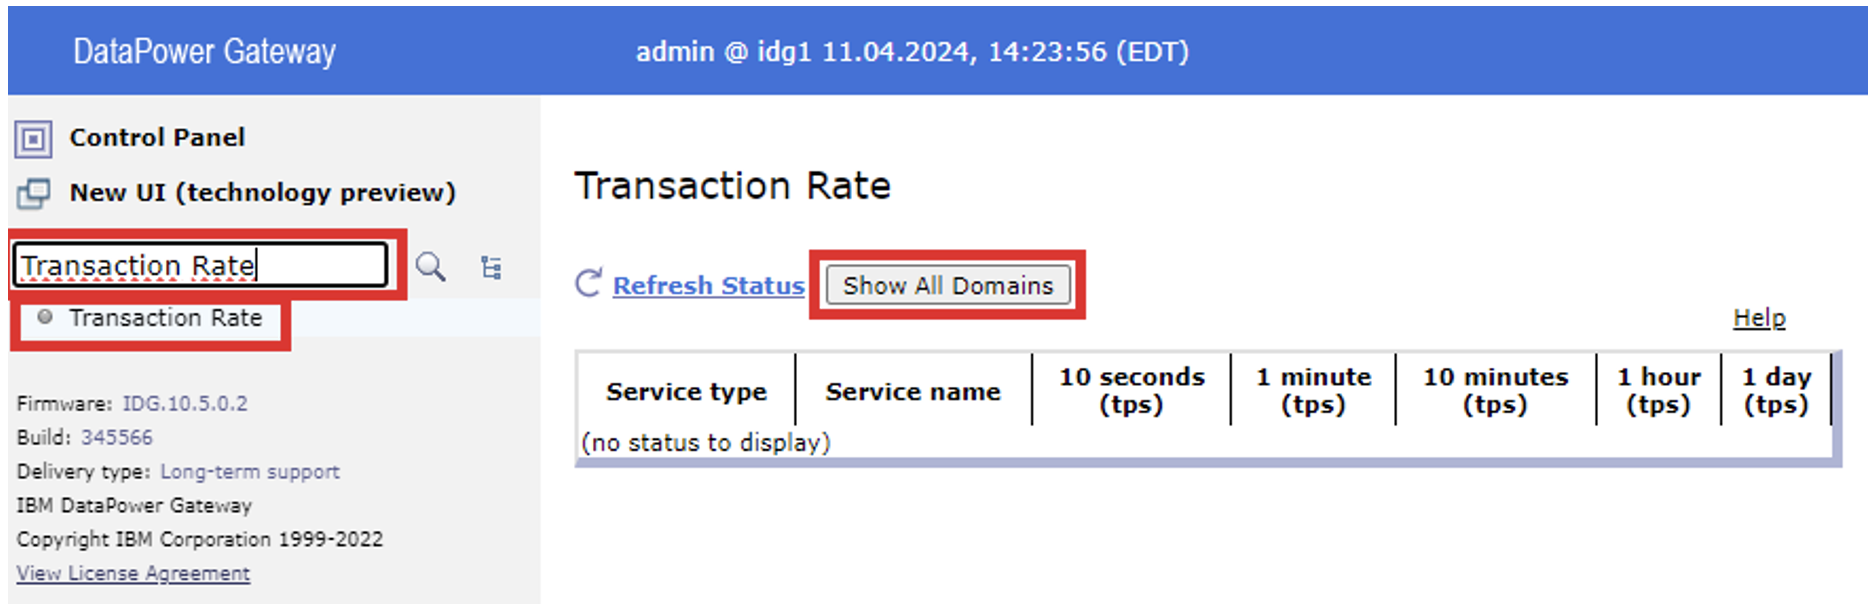 DataPower Gateway
admin @ idg1 11.04.2024, 14:23:56 (EDT)
Control Panel
New UI (technology preview)
Transaction Rate
Transaction Rate
Firmware: IDG.10.5.0.2
Build: 345566
Delivery type: Long-term support
IBM DataPower Gateway
Copyright IBM Corporation 1999-2022
View License Agreement
Transaction Rate
Refresh Status
Show All Domains
Help
Service type
Service name
10 seconds
(tps)
1 minute
(tps)
10 minutes
(tps)
1 hour
(tps)
1 day
(tps)
(no status to display)